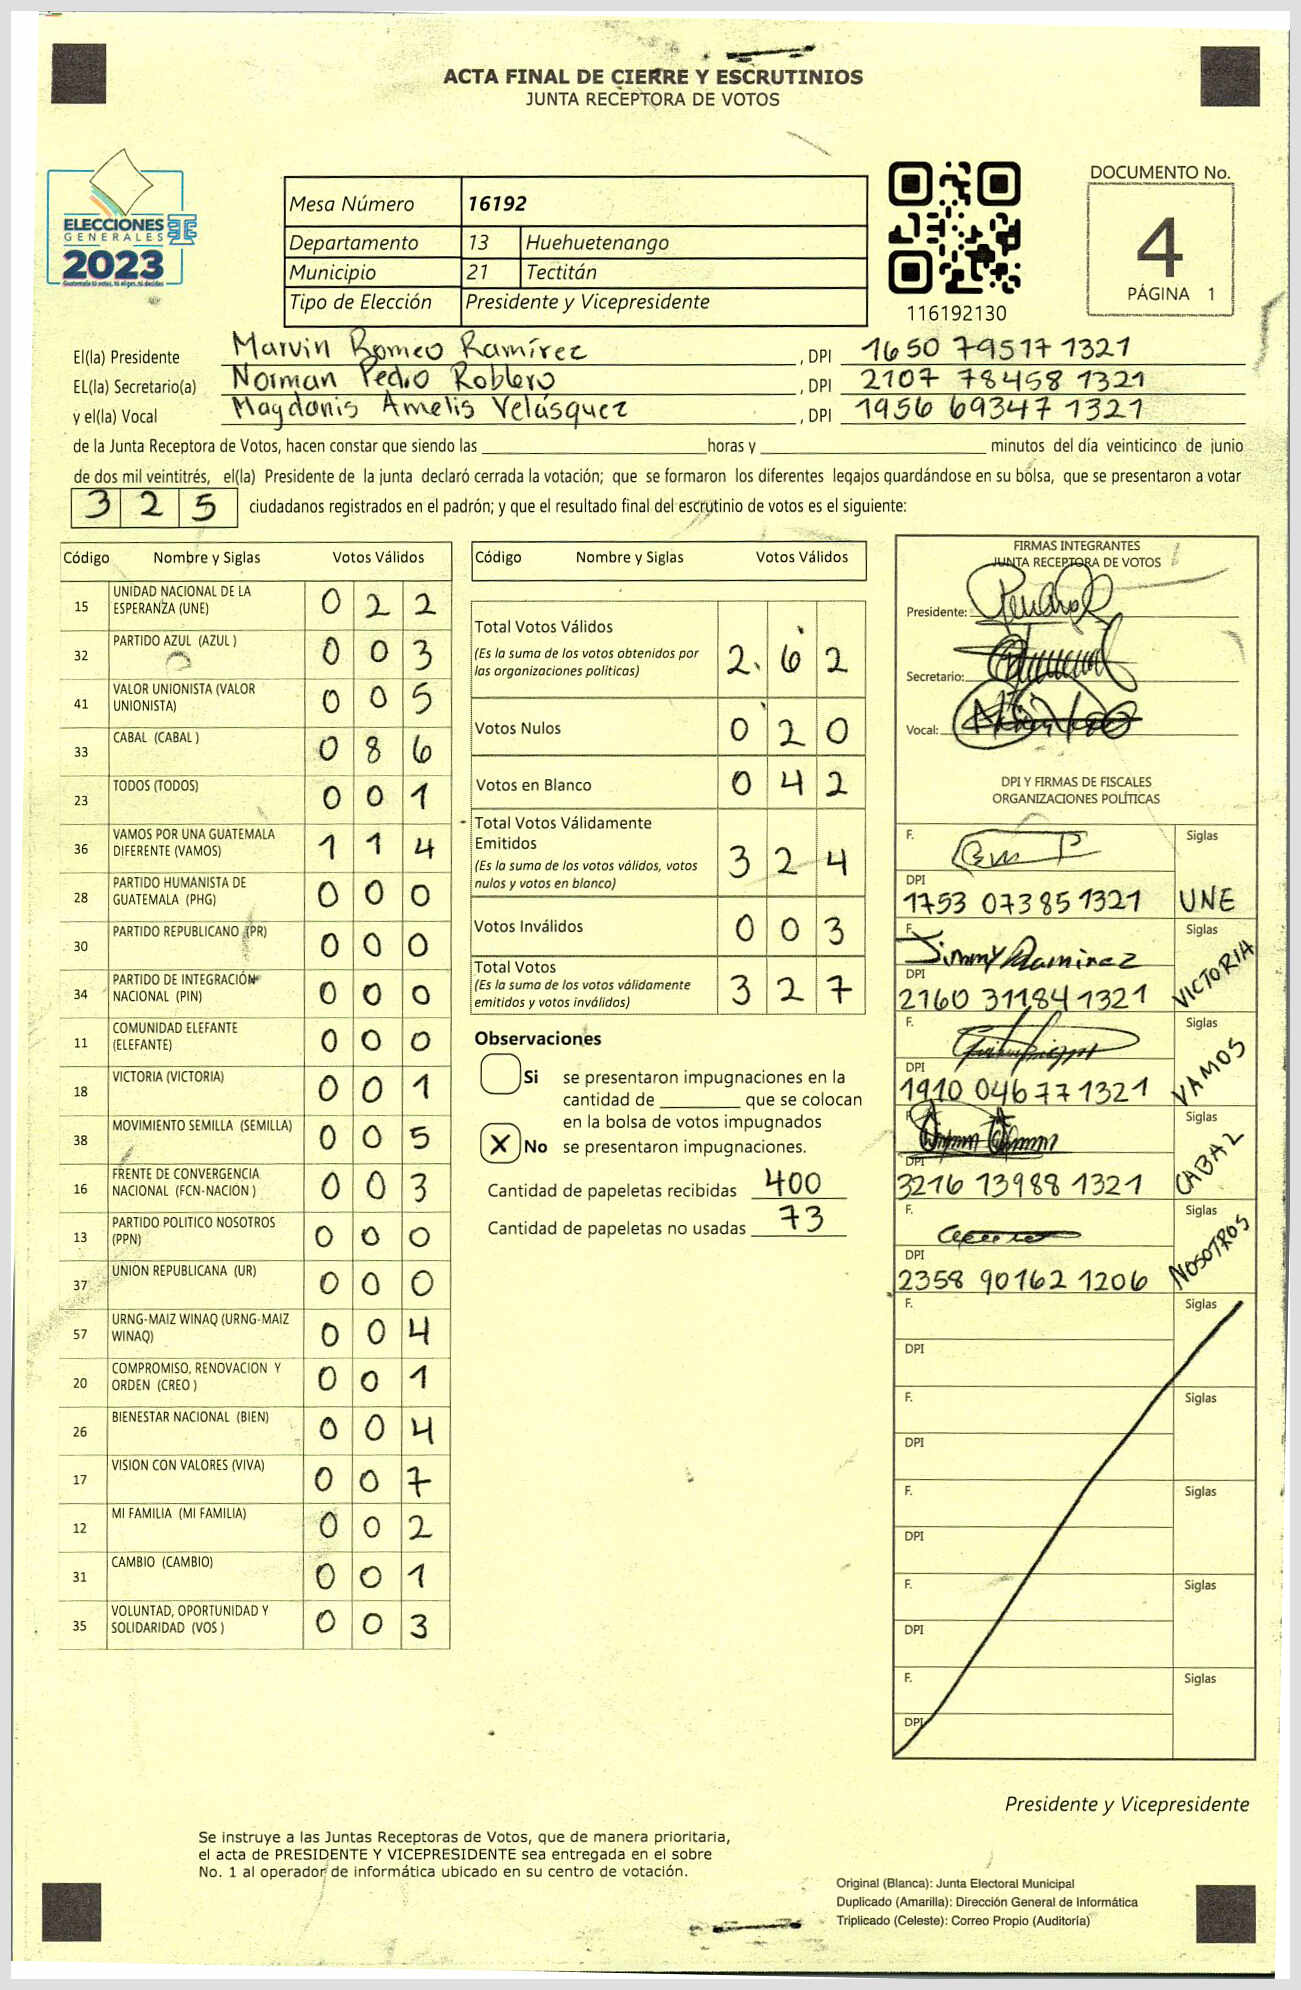 ACTA FINAL DE CIERRE Y ESCRUTINIOS
JUNTA RECEPTORA DE VOTOS
ELECCIONES
GENERALES
2023
Guatemala tú votas, tú eliges, tú decides
Mesa Número 16192
Departamento 13 Huehuetenango
Municipio 21 Tectitán
Tipo de Elección Presidente y Vicepresidente
116192130
DOCUMENTO No.
4
PÁGINA 1
El(la) Presidente Marvin Romeo Ramírez, DPI 1650 79517 1321
EL(la) Secretario(a) Norman Pedro Roblero, DPI 2107 78458 1321
y el(la) Vocal Magdonis Amelis Velásquez, DPI 1956 69347 1321
de la Junta Receptora de Votos, hacen constar que siendo las ____ horas y ____ minutos del día veinticinco de junio
de dos mil veintitrés, el(la) Presidente de la junta declaró cerrada la votación; que se formaron los diferentes legajos guardándose en su bolsa, que se presentaron a votar
325 ciudadanos registrados en el padrón; y que el resultado final del escrutinio de votos es el siguiente:
Código Nombre y Siglas Votos Válidos
15 UNIDAD NACIONAL DE LA ESPERANZA (UNE) 0 2 2
32 PARTIDO AZUL (AZUL ) 0 0 3
41 VALOR UNIONISTA (VALOR UNIONISTA) 0 0 5
33 CABAL (CABAL ) 0 8 6
23 TODOS (TODOS) 0 0 1
36 VAMOS POR UNA GUATEMALA DIFERENTE (VAMOS) 1 1 4
28 PARTIDO HUMANISTA DE GUATEMALA (PHG) 0 0 0
30 PARTIDO REPUBLICANO (PR) 0 0 0
34 PARTIDO DE INTEGRACIÓN NACIONAL (PIN) 0 0 0
11 COMUNIDAD ELEFANTE (ELEFANTE) 0 0 0
18 VICTORIA (VICTORIA) 0 0 1
38 MOVIMIENTO SEMILLA (SEMILLA) 0 0 5
16 FRENTE DE CONVERGENCIA NACIONAL (FCN-NACION ) 0 0 3
13 PARTIDO POLITICO NOSOTROS (PPN) 0 0 0
37 UNION REPUBLICANA (UR) 0 0 0
57 URNG-MAIZ WINAQ (URNG-MAIZ WINAQ) 0 0 4
20 COMPROMISO, RENOVACION Y ORDEN (CREO ) 0 0 1
26 BIENESTAR NACIONAL (BIEN) 0 0 4
17 VISION CON VALORES (VIVA) 0 0 7
12 MI FAMILIA (MI FAMILIA) 0 0 2
31 CAMBIO (CAMBIO) 0 0 1
35 VOLUNTAD, OPORTUNIDAD Y SOLIDARIDAD (VOS ) 0 0 3
Código Nombre y Siglas Votos Válidos
Total Votos Válidos 2 6 2
(Es la suma de los votos obtenidos por
las organizaciones politicas)
Votos Nulos 0 2 0
Votos en Blanco 0 4 2
Total Votos Válidamente
Emitidos 3 2 4
(Es la suma de los votos válidos, votos
nulos y votos en blanco)
Votos Inválidos 0 0 3
Total Votos 3 2 7
(Es la suma de los votos válidamente
emitidos y votos inválidos)
Observaciones
Si se presentaron impugnaciones en la
cantidad de ____ que se colocan
en la bolsa de votos impugnados
X No se presentaron impugnaciones.
Cantidad de papeletas recibidas 400
Cantidad de papeletas no usadas 73
FIRMAS INTEGRANTES
JUNTA RECEPTORA DE VOTOS
Presidente:
Secretario:
Vocal:
DPI Y FIRMAS DE FISCALES
ORGANIZACIONES POLÍTICAS
F. Siglas
DPI
1753 07385 1321 UNE
F. Jimmy Ramirez Siglas
DPI
2160 31184 1321 VICTORIA
F. Siglas
DPI
1910 04677 1321 VAMOS
F. Siglas
DPI
3216 13988 1321 CABAL
F. Siglas
DPI
2358 90162 1206 NOSOTROS
F. Siglas
DPI
F. Siglas
DPI
F. Siglas
DPI
F. Siglas
DPI
F. Siglas
DPI
Presidente y Vicepresidente
Se instruye a las Juntas Receptoras de Votos, que de manera prioritaria,
el acta de PRESIDENTE Y VICEPRESIDENTE sea entregada en el sobre
No. 1 al operador de informática ubicado en su centro de votación.
Original (Blanca): Junta Electoral Municipal
Duplicado (Amarilla): Dirección General de Informática
Triplicado (Celeste): Correo Propio (Auditoría)